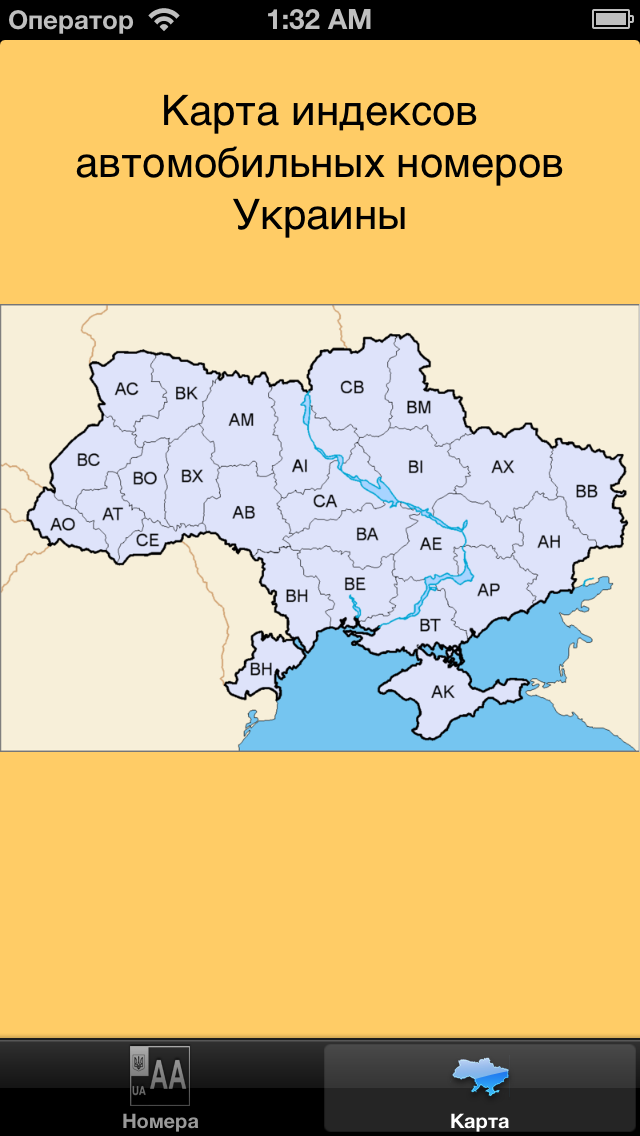 Оператор 1:32 AM
Карта индексов
автомобильных номеров
Украины
AC
BK
AM
CB
BM
BC
BO
BX
AI
BI
AX
BB
AO
AT
CE
AB
CA
BA
AE
AH
BH
BE
AP
BT
BH
AK
UA AA
Номера
Карта